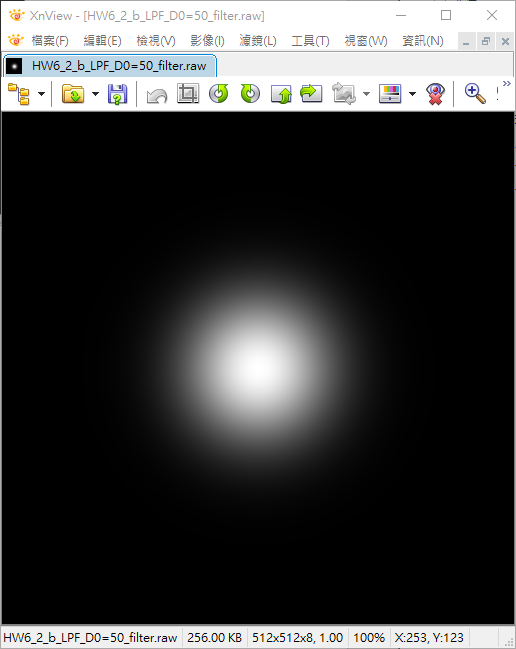 XnView - [HW6_2_b_LPF_D0=50_filter.raw]
檔案(F) 編輯(E) 檢視(V) 影像(I) 濾鏡(L) 工具(T) 視窗(W) 資訊(N)
HW6_2_b_LPF_D0=50_filter.raw
HW6_2_b_LPF_D0=50_filter.raw 256.00 KB 512x512x8, 1.00 100% X:253, Y:123